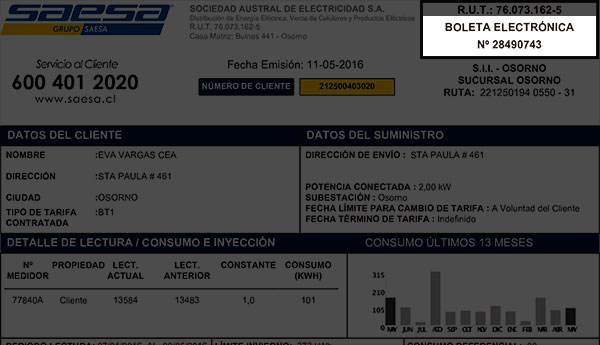 saesa
GRUPO SAESA
SOCIEDAD AUSTRAL DE ELECTRICIDAD S.A.
Distribución de Energía Eléctrica, Venta de Celulares y Productos Eléctricos
R.U.T. 76.073.162-5
Casa Matriz: Bulnes 441 - Osorno
R.U.T.: 76.073.162-5
BOLETA ELECTRÓNICA
Nº 28490743
Servicio al Cliente
600 401 2020
www.saesa.cl
Fecha Emisión: 11-05-2016
NÚMERO DE CLIENTE 212500403020
S.I.I. - OSORNO
SUCURSAL OSORNO
RUTA: 221250194 0550 - 31
DATOS DEL CLIENTE
NOMBRE :EVA VARGAS CEA
DIRECCIÓN :STA PAULA # 461
CIUDAD :OSORNO
TIPO DE TARIFA :BT1
CONTRATADA
DATOS DEL SUMINISTRO
DIRECCIÓN DE ENVÍO : STA PAULA # 461
POTENCIA CONECTADA : 2,00 kW
SUBESTACIÓN : Osorno
FECHA LÍMITE PARA CAMBIO DE TARIFA : A Voluntad del Cliente
FECHA TÉRMINO DE TARIFA : Indefinido
DETALLE DE LECTURA / CONSUMO E INYECCIÓN
Nº MEDIDOR PROPIEDAD LECT. ACTUAL LECT. ANTERIOR CONSTANTE CONSUMO (KWH)
77840A Cliente 13584 13483 1,0 101
CONSUMO ÚLTIMOS 13 MESES
315
210
105
0
MY JUN JUL AGO SEP OCT NOV DIC ENE FEB MAR ABR MY